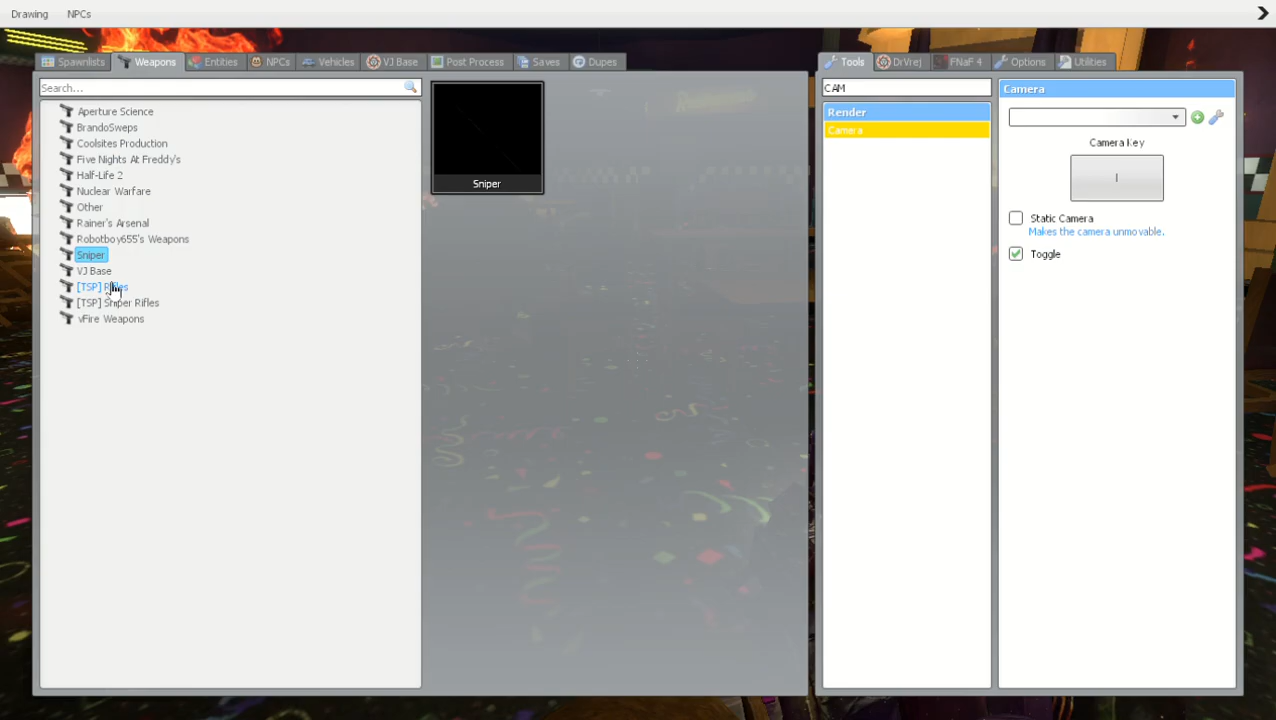 Drawing NPCs
Spawnlists Weapons Entities NPCs Vehicles VJ Base Post Process Saves Dupes
Tools DrVrej FNaF 4 Options Utilities
Search...
Aperture Science
BrandoSweps
Coolsites Production
Five Nights At Freddy's
Half-Life 2
Nuclear Warfare
Other
Rainer's Arsenal
Robotboy655's Weapons
Sniper
VJ Base
[TSP] Rifles
[TSP] Sniper Rifles
vFire Weapons
Sniper
CAM
Render
Camera
Camera
Camera Key
Static Camera
Makes the camera unmovable.
Toggle